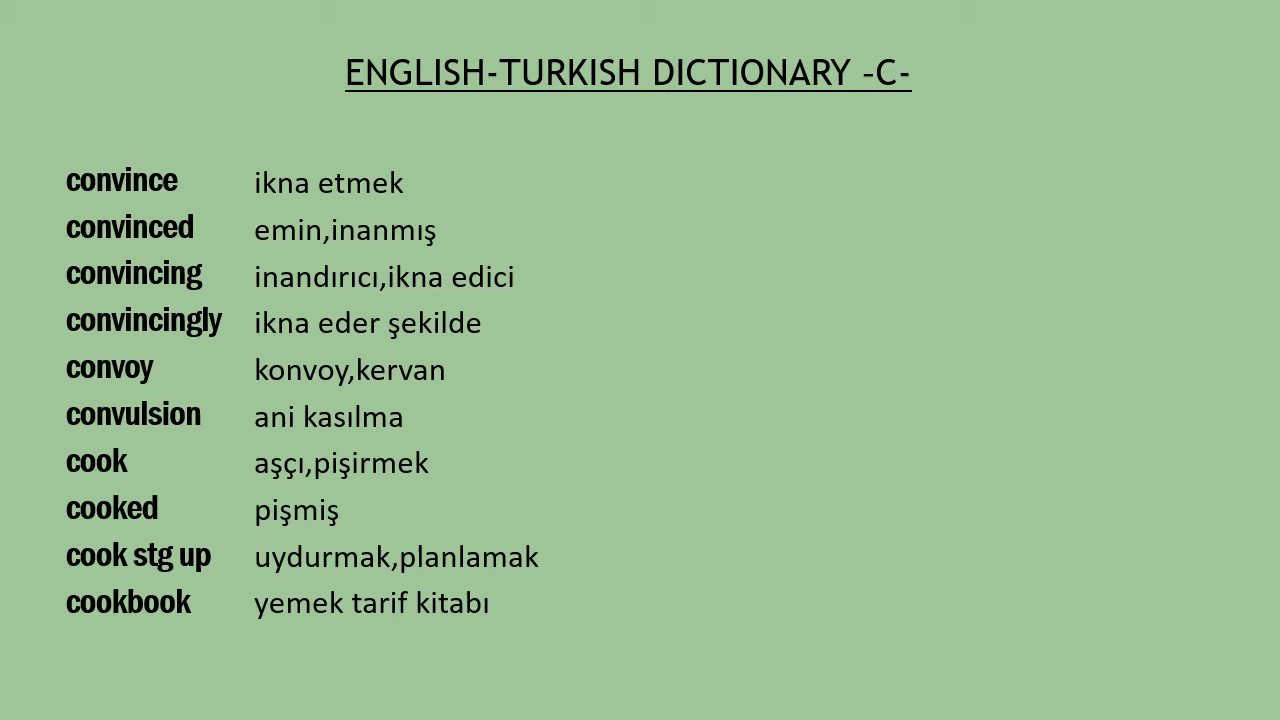 ENGLISH-TURKISH DICTIONARY –C-
convince ikna etmek
convinced emin,inanmış
convincing inandırıcı,ikna edici
convincingly ikna eder şekilde
convoy konvoy,kervan
convulsion ani kasılma
cook aşçı,pişirmek
cooked pişmiş
cook stg up uydurmak,planlamak
cookbook yemek tarif kitabı